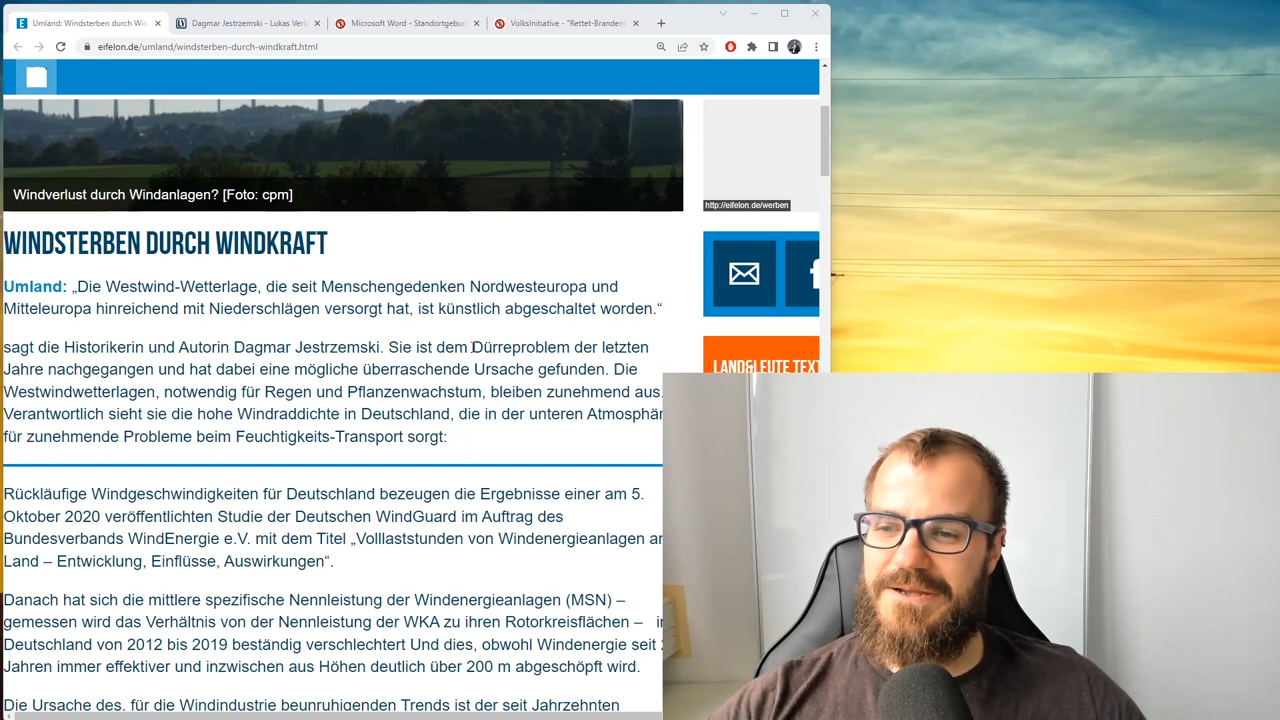 Umland: Windsterben durch Win
Dagmar Jestrzemski - Lukas Verla
Microsoft Word - Standortgebun
VolksInitiative - "Rettet-Brandenb
eifelon.de/umland/windsterben-durch-windkraft.html
Windverlust durch Windanlagen? [Foto: cpm]
http://eifelon.de/werben
WINDSTERBEN DURCH WINDKRAFT
Umland: „Die Westwind-Wetterlage, die seit Menschengedenken Nordwesteuropa und
Mitteleuropa hinreichend mit Niederschlägen versorgt hat, ist künstlich abgeschaltet worden.“
sagt die Historikerin und Autorin Dagmar Jestrzemski. Sie ist dem Dürreproblem der letzten
Jahre nachgegangen und hat dabei eine mögliche überraschende Ursache gefunden. Die
Westwindwetterlagen, notwendig für Regen und Pflanzenwachstum, bleiben zunehmend aus.
Verantwortlich sieht sie die hohe Windraddichte in Deutschland, die in der unteren Atmosphär
für zunehmende Probleme beim Feuchtigkeits-Transport sorgt:
LAND&LEUTE TEXT
Rückläufige Windgeschwindigkeiten für Deutschland bezeugen die Ergebnisse einer am 5.
Oktober 2020 veröffentlichten Studie der Deutschen WindGuard im Auftrag des
Bundesverbands WindEnergie e.V. mit dem Titel „Volllaststunden von Windenergieanlagen an
Land – Entwicklung, Einflüsse, Auswirkungen“.
Danach hat sich die mittlere spezifische Nennleistung der Windenergieanlagen (MSN) –
gemessen wird das Verhältnis von der Nennleistung der WKA zu ihren Rotorkreisflächen – in
Deutschland von 2012 bis 2019 beständig verschlechtert Und dies, obwohl Windenergie seit
Jahren immer effektiver und inzwischen aus Höhen deutlich über 200 m abgeschöpft wird.
Die Ursache des. für die Windindustrie beunruhigenden Trends ist der seit Jahrzehnten